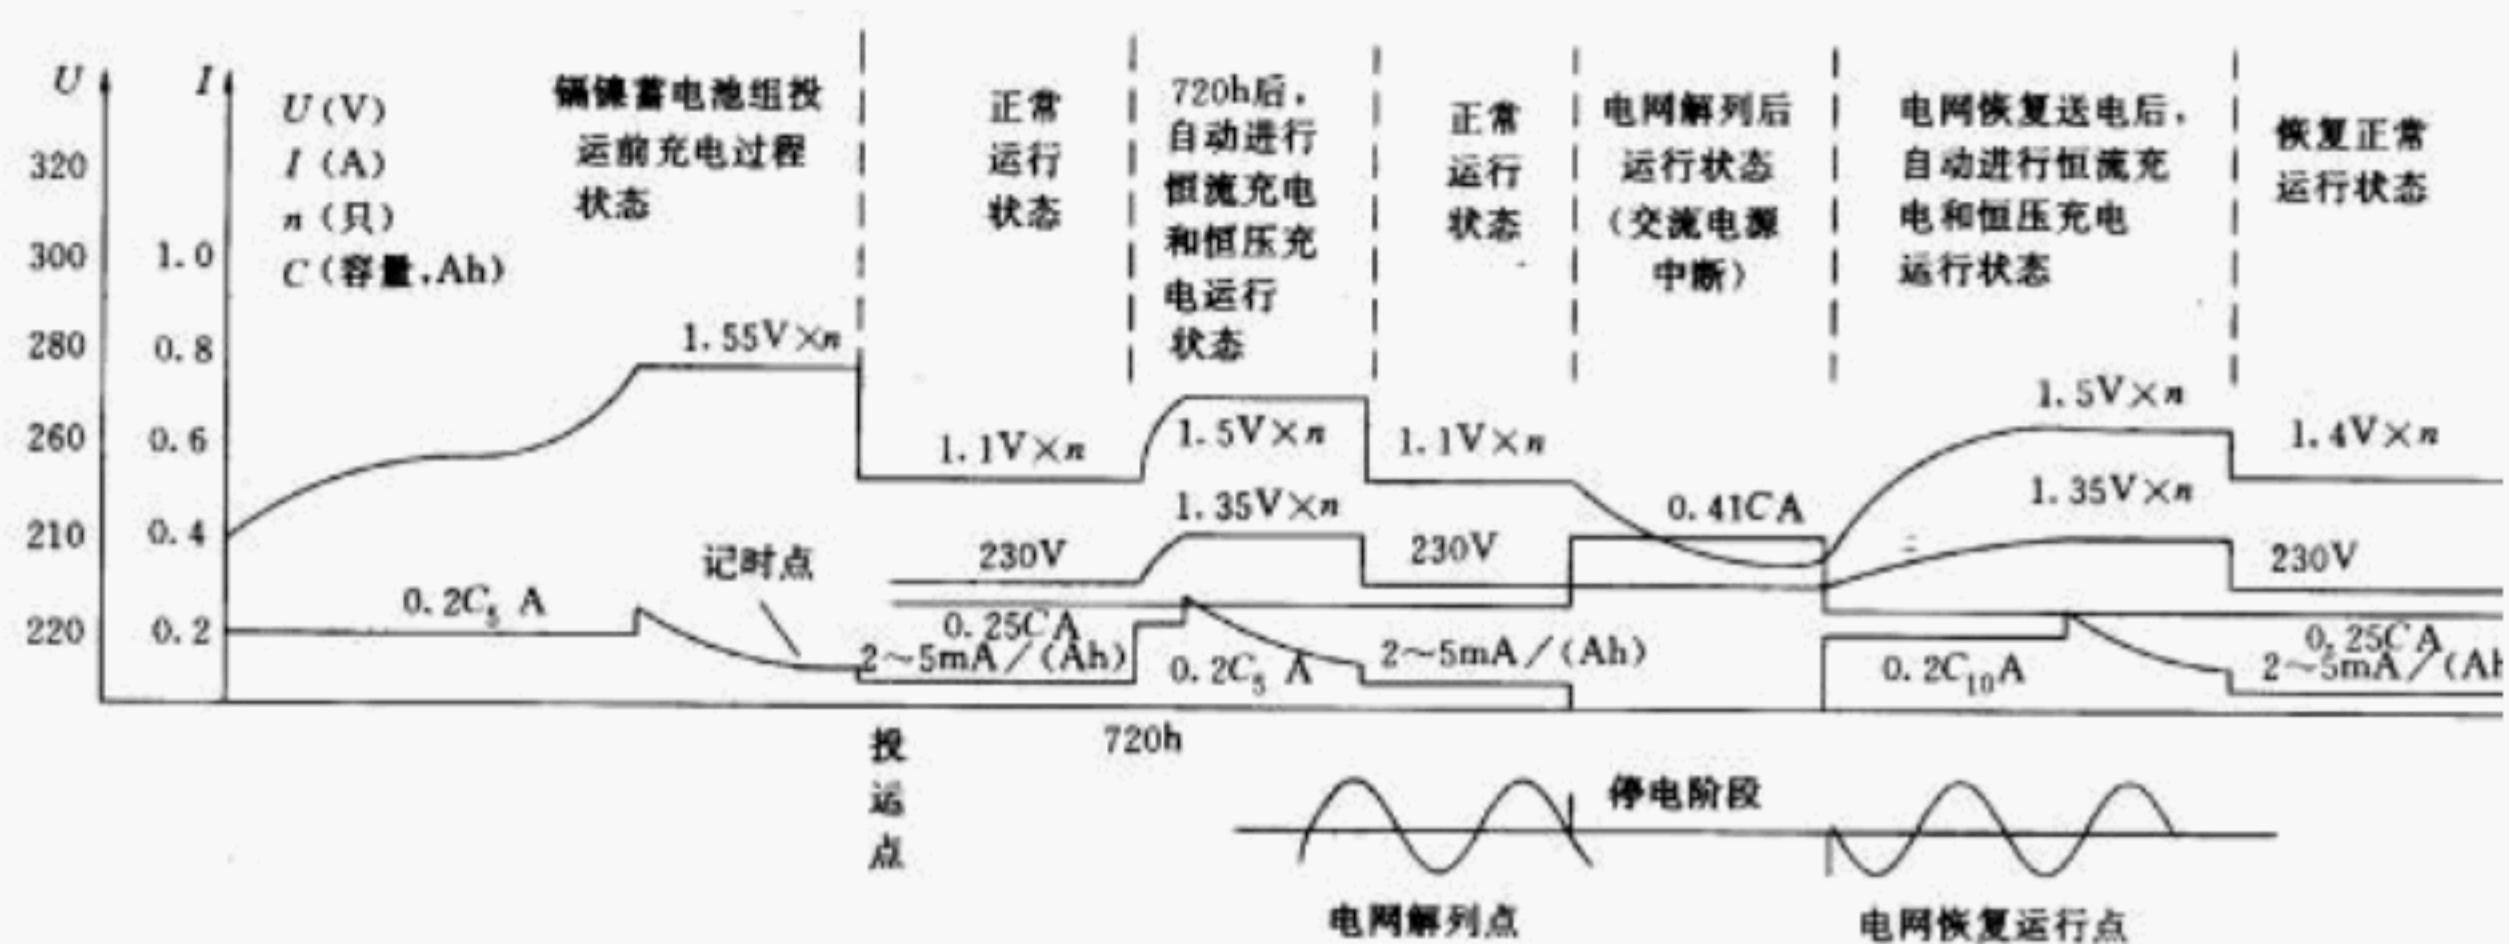 U
I
U(V)
I(A)
n(只)
C(容量,Ah)
320
300
280
260
210
220
1.0
0.8
0.6
0.4
0.2
镉镍蓄电池组投
运前充电过程
状态
正常
运行
状态
720h后,
自动进行
恒流充电
和恒压充
电运行
状态
正常
运行
状态
电网解列后
运行状态
(交流电源
中断)
电网恢复送电后,
自动进行恒流充
电和恒压充电
运行状态
恢复正常
运行状态
1.55V×n
1.1V×n
1.5V×n
1.1V×n
1.5V×n
1.4V×n
1.35V×n
0.41CA
1.35V×n
230V
230V
230V
记时点
0.2C5 A
0.25CA
2~5mA/(Ah)
0.2C5 A
2~5mA/(Ah)
0.2C10A
0.25CA
2~5mA/(Ah
投
运
点
720h
停电阶段
电网解列点
电网恢复运行点